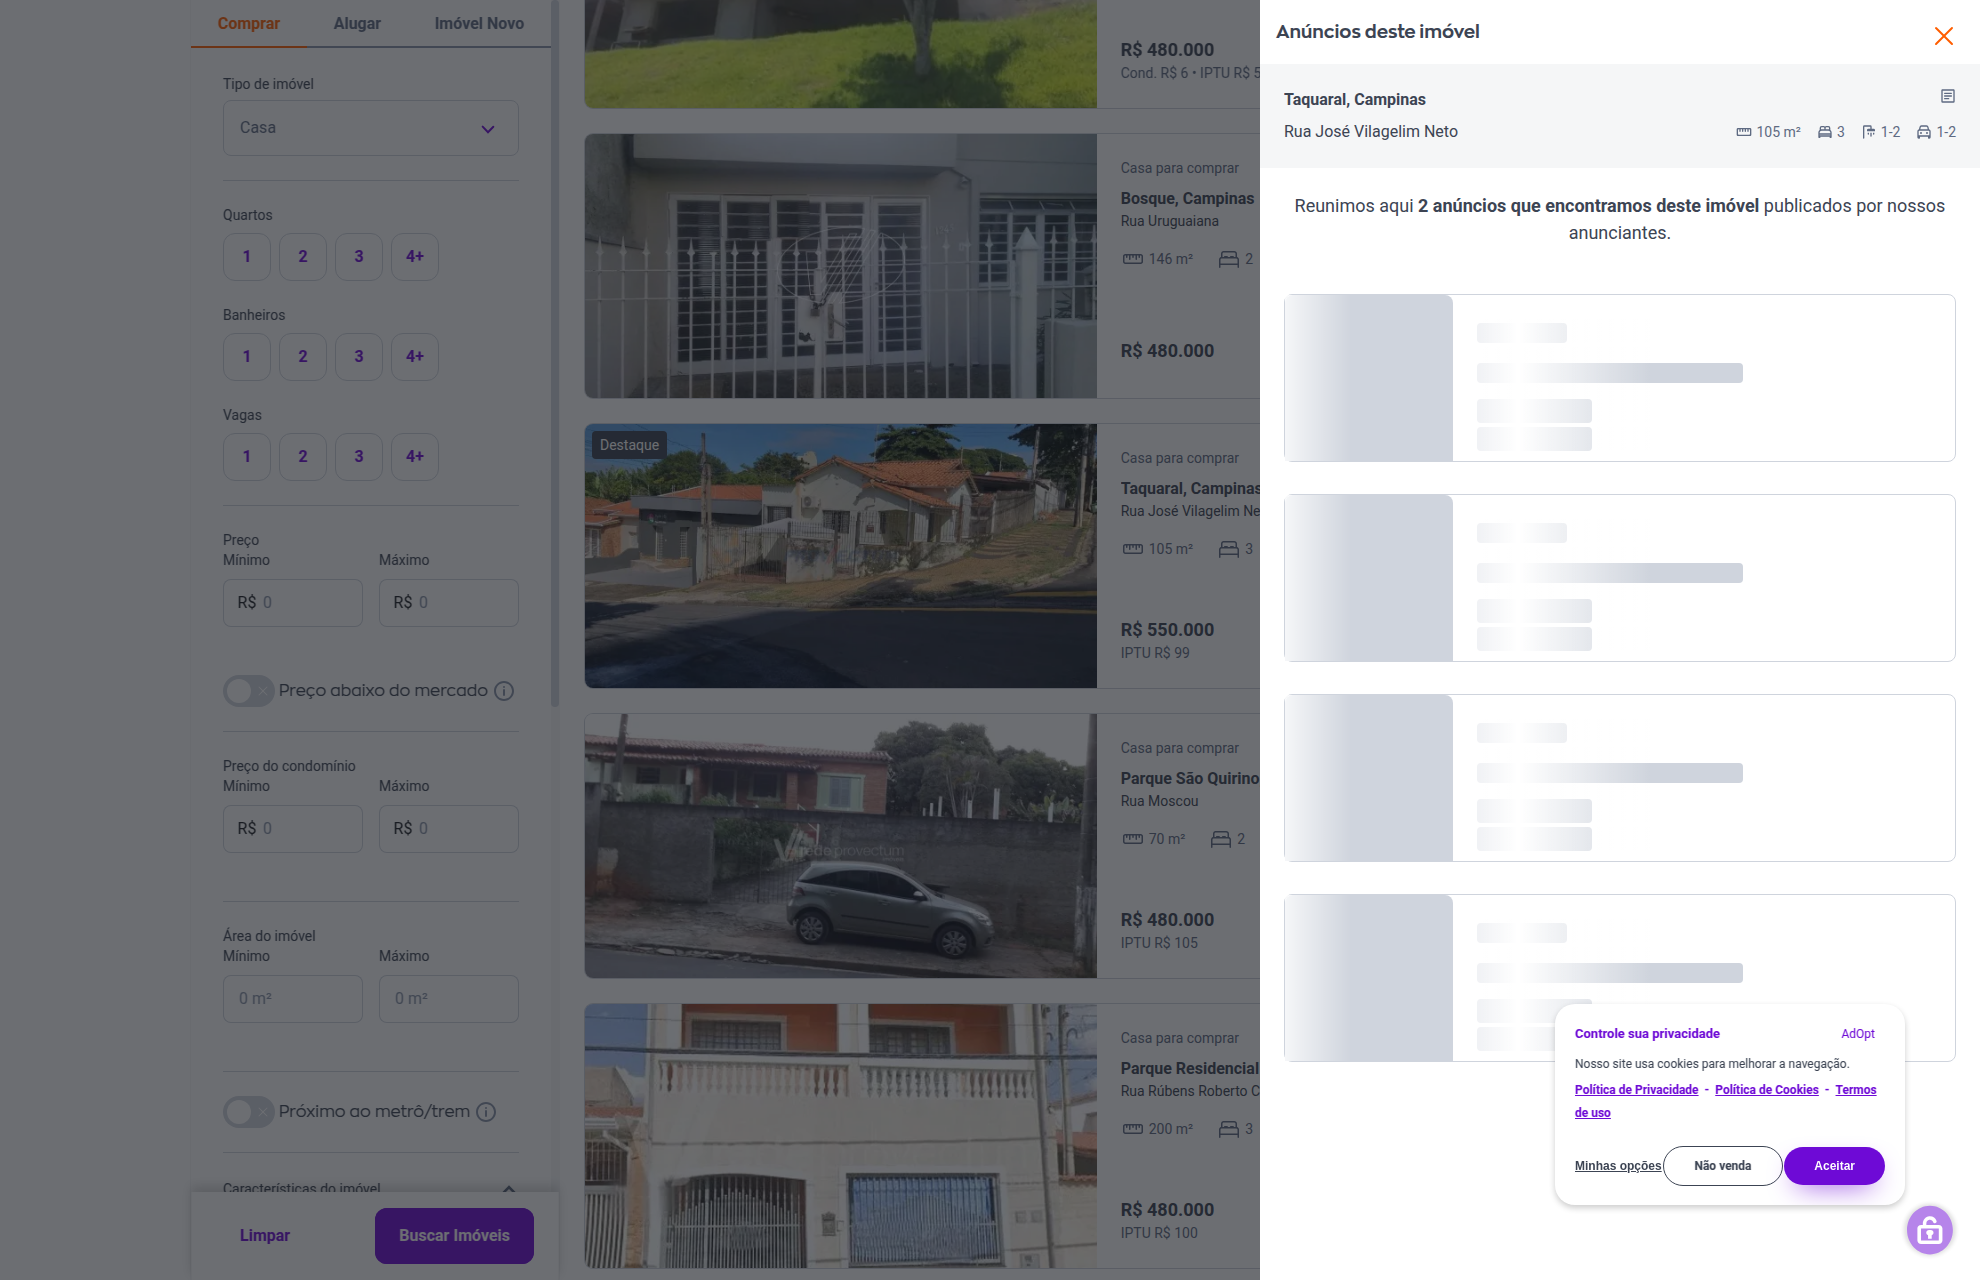 Comprar
Alugar
Imóvel Novo
Tipo de imóvel
Casa
Quartos
1
2
3
4+
Banheiros
1
2
3
4+
Vagas
1
2
3
4+
Preço
Mínimo
Máximo
R$ 0
R$ 0
Preço abaixo do mercado
Preço do condomínio
Mínimo
Máximo
R$ 0
R$ 0
Área do imóvel
Mínimo
Máximo
0 m²
0 m²
Próximo ao metrô/trem
Características do imóvel
Limpar
Buscar Imóveis
R$ 480.000
Cond. R$ 6 • IPTU R$ 5
Casa para comprar
Bosque, Campinas
Rua Uruguaiana
146 m²
2
R$ 480.000
Destaque
Casa para comprar
Taquaral, Campinas
Rua José Vilagelim Ne
105 m²
3
R$ 550.000
IPTU R$ 99
provectum
Casa para comprar
Parque São Quirino
Rua Moscou
70 m²
2
R$ 480.000
IPTU R$ 105
Casa para comprar
Parque Residencial
Rua Rúbens Roberto C
200 m²
3
R$ 480.000
IPTU R$ 100
Anúncios deste imóvel
Taquaral, Campinas
Rua José Vilagelim Neto
105 m²
3
1-2
1-2
Reunimos aqui 2 anúncios que encontramos deste imóvel publicados por nossos
anunciantes.
Controle sua privacidade
AdOpt
Nosso site usa cookies para melhorar a navegação.
Política de Privacidade - Política de Cookies - Termos
de uso
Minhas opções
Não venda
Aceitar